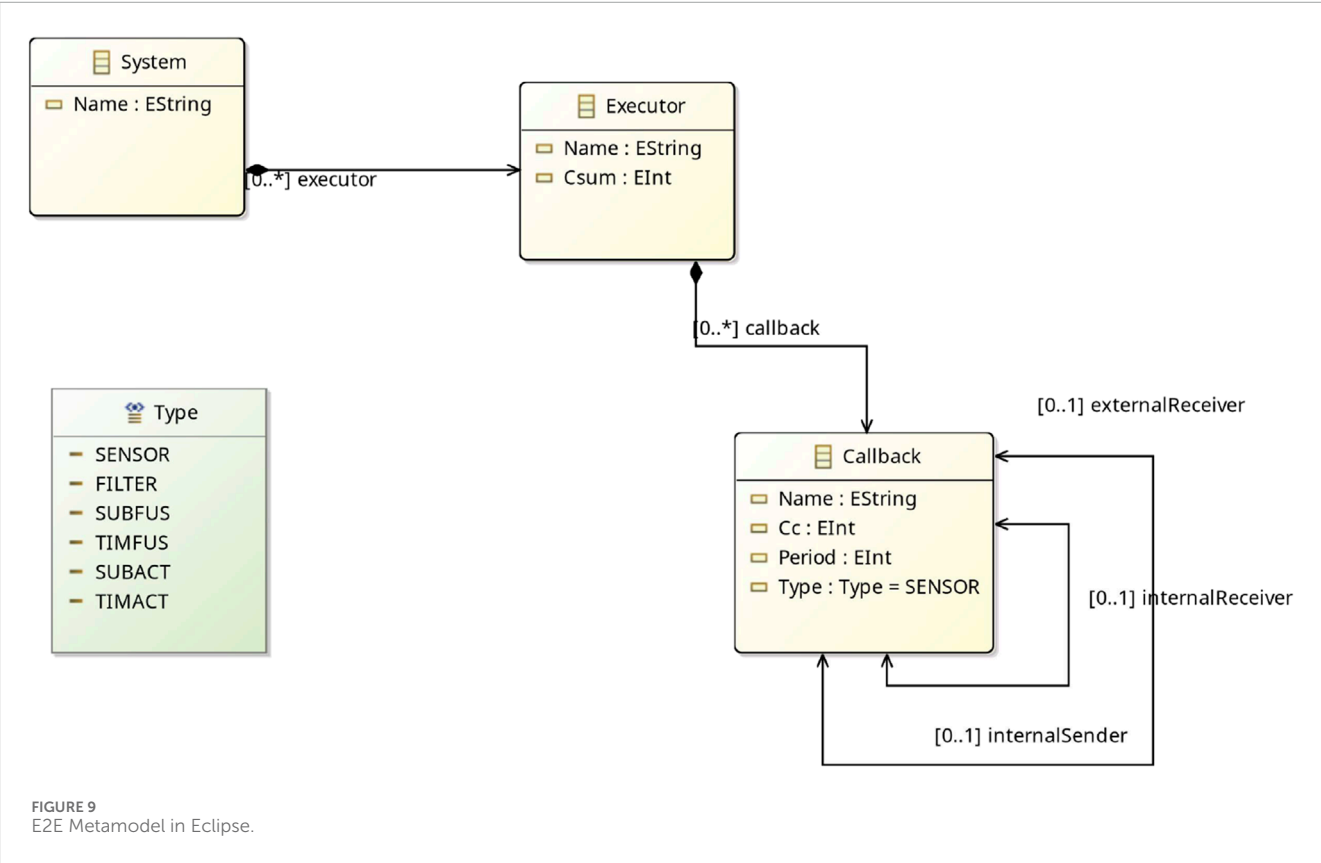 System
Name : EString
[0..*] executor
Executor
Name : EString
Csum : EInt
[0..*] callback
Type
SENSOR
FILTER
SUBFUS
TIMFUS
SUBACT
TIMACT
[0..1] externalReceiver
Callback
Name : EString
Cc : EInt
Period : EInt
Type : Type = SENSOR
[0..1] internalReceiver
[0..1] internalSender
FIGURE 9
E2E Metamodel in Eclipse.